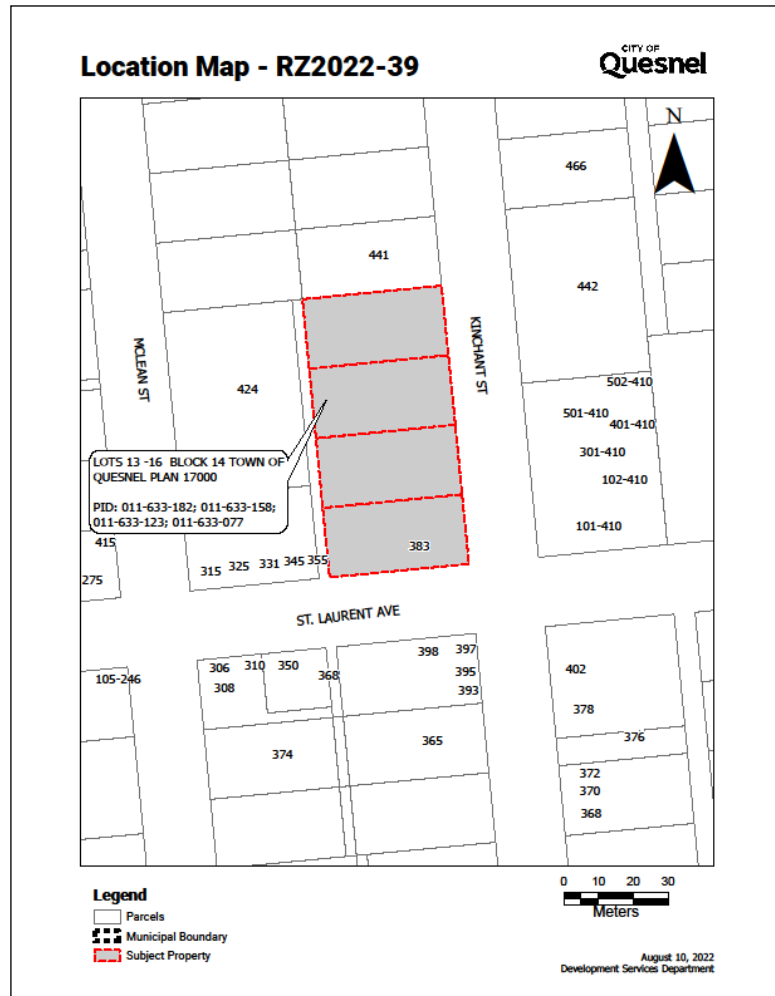 Location Map - RZ2022-39
CITY OF
Quesnel
N
466
441
442
KINCHANT ST
MCLEAN ST
424
502-410
501-410
401-410
301-410
102-410
101-410
LOTS 13 -16 BLOCK 14 TOWN OF
QUESNEL PLAN 17000
PID: 011-633-182; 011-633-158;
011-633-123; 011-633-077
415
275
315
325
331
345
355
383
ST. LAURENT AVE
306
310
350
368
308
398
397
395
393
105-246
402
378
376
374
365
372
370
368
Legend
Parcels
Municipal Boundary
Subject Property
0 10 20 30
Meters
August 10, 2022
Development Services Department